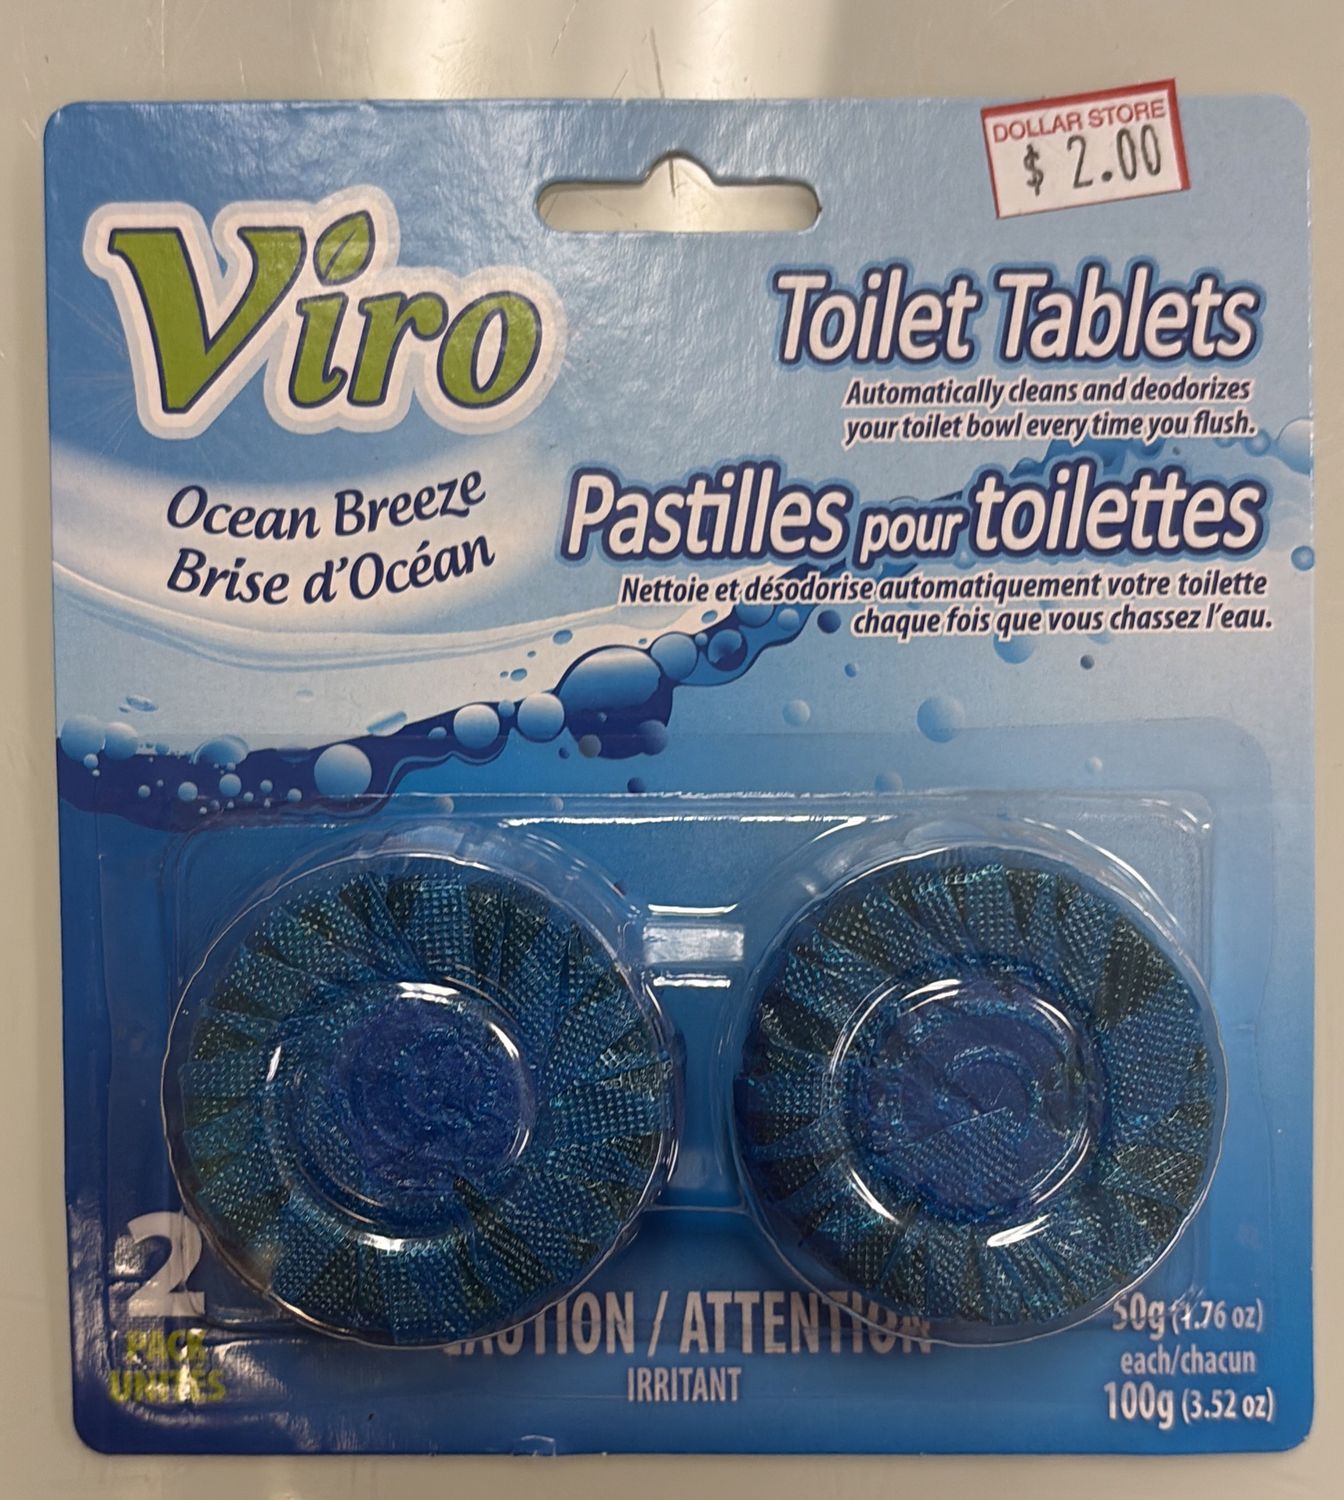 DOLLAR STORE
$ 2.00
Viro
Ocean Breeze
Brise d'Océan
Toilet Tablets
Automatically cleans and deodorizes
your toilet bowl every time you flush.
Pastilles pour toilettes
Nettoie et désodorise automatiquement votre toilette
chaque fois que vous chassez l'eau.
2
PACK
UNITÉS
CAUTION / ATTENTION
IRRITANT
50g (1.76 oz)
each/chacun
100g (3.52 oz)